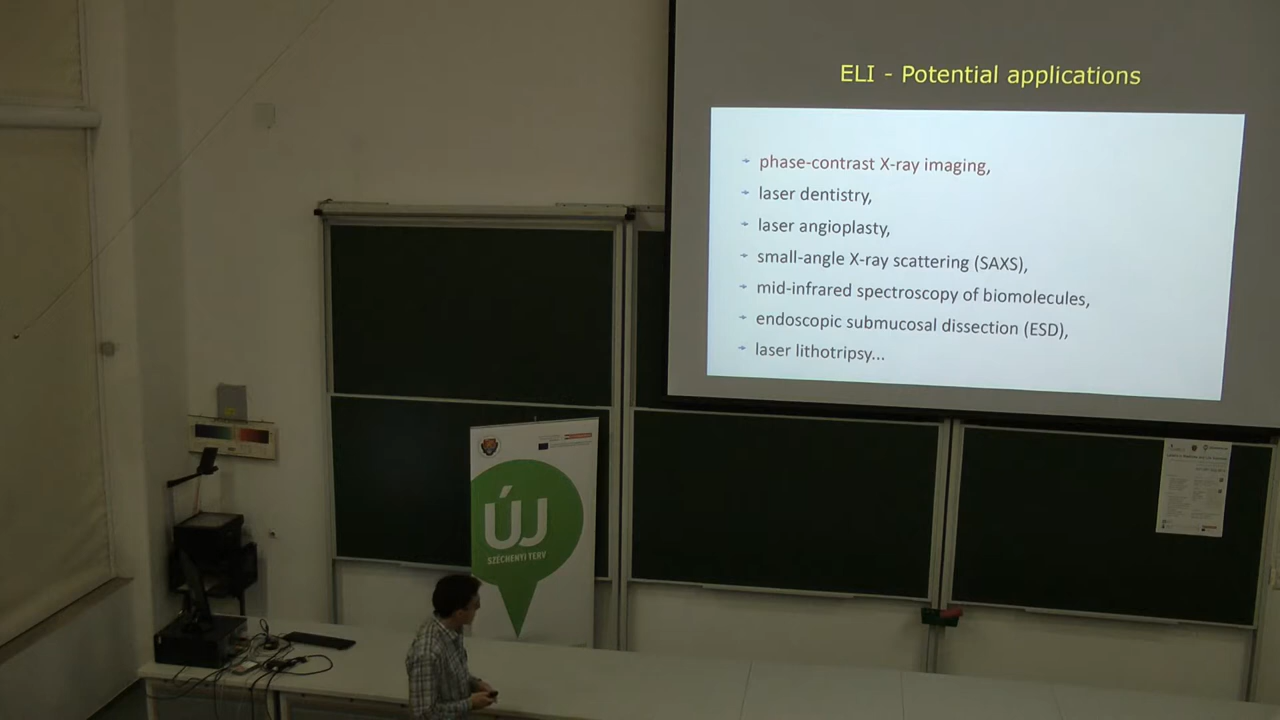 ELI - Potential applications
phase-contrast X-ray imaging,
laser dentistry,
laser angioplasty,
small-angle X-ray scattering (SAXS),
mid-infrared spectroscopy of biomolecules,
endoscopic submucosal dissection (ESD),
laser lithotripsy...
ÚJ
SZÉCHENYI TERV